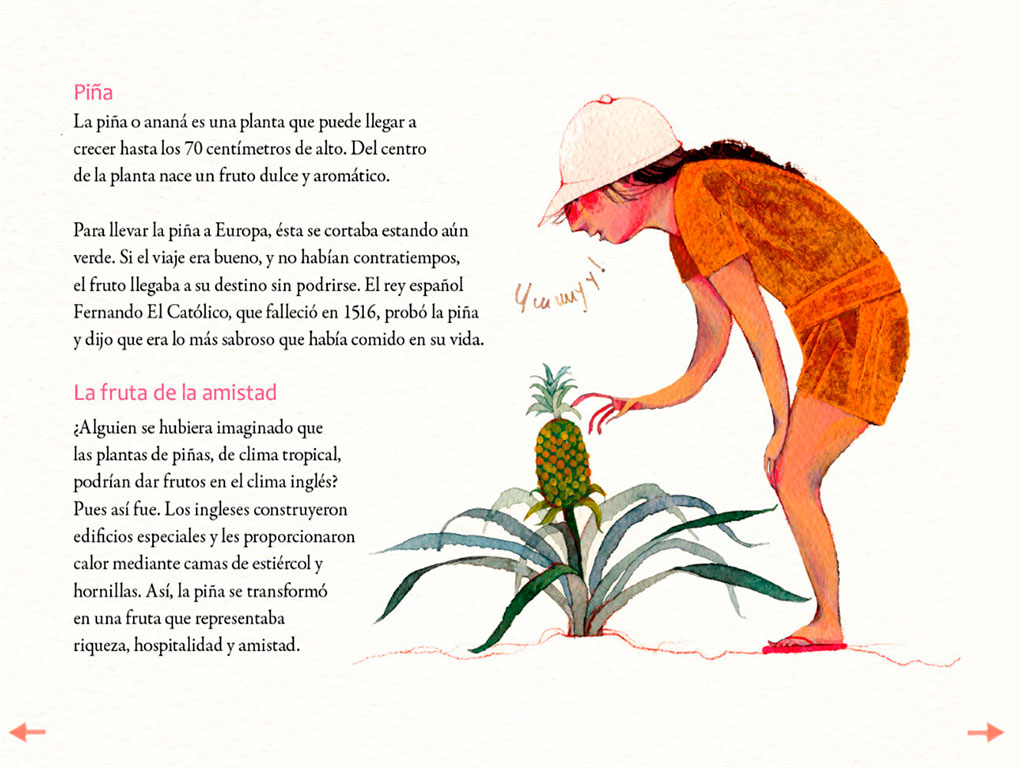 Piña
La piña o ananá es una planta que puede llegar a
crecer hasta los 70 centímetros de alto. Del centro
de la planta nace un fruto dulce y aromático.
Para llevar la piña a Europa, ésta se cortaba estando aún
verde. Si el viaje era bueno, y no habían contratiempos,
el fruto llegaba a su destino sin podrirse. El rey español
Fernando El Católico, que falleció en 1516, probó la piña
y dijo que era lo más sabroso que había comido en su vida.
La fruta de la amistad
¿Alguien se hubiera imaginado que
las plantas de piñas, de clima tropical,
podrían dar frutos en el clima inglés?
Pues así fue. Los ingleses construyeron
edificios especiales y les proporcionaron
calor mediante camas de estiércol y
hornillas. Así, la piña se transformó
en una fruta que representaba
riqueza, hospitalidad y amistad.
Yummy!